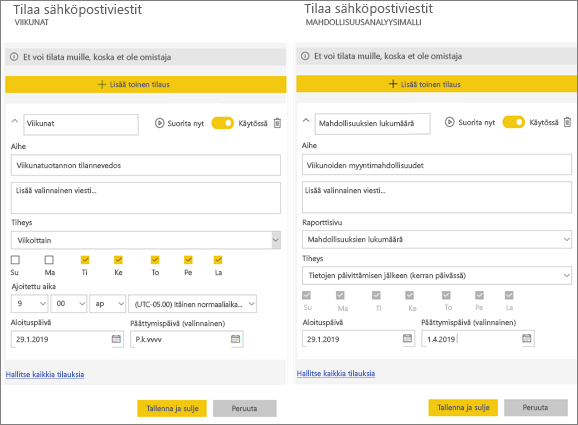 Tilaa sähköpostiviestit
VIIKUNAT
Et voi tilata muille, koska et ole omistaja
Lisää toinen tilaus
Viikunat
Suorita nyt
Käytössä
Aihe
Viikunatuotannon tilannevedos
Lisää valinnainen viesti...
Tiheys
Viikoittain
Su Ma Ti Ke To Pe La
Ajoitettu aika
9 00 ap (UTC-05.00) Itäinen normaaliaika...
Aloituspäivä Päättymispäivä (valinnainen)
29.1.2019 P.k.vvvv
Hallitse kaikkia tilauksia
Tallenna ja sulje Peruuta
Tilaa sähköpostiviestit
MAHDOLLISUUSANALYYSIMALLI
Et voi tilata muille, koska et ole omistaja
Lisää toinen tilaus
Mahdollisuuksien lukumäärä
Suorita nyt
Käytössä
Aihe
Viikunoiden myyntimahdollisuudet
Lisää valinnainen viesti...
Raporttisivu
Mahdollisuuksien lukumäärä
Tiheys
Tietojen päivittämisen jälkeen (kerran päivässä)
Su Ma Ti Ke To Pe La
Aloituspäivä Päättymispäivä (valinnainen)
29.1.2019 1.4.2019
Hallitse kaikkia tilauksia
Tallenna ja sulje Peruuta